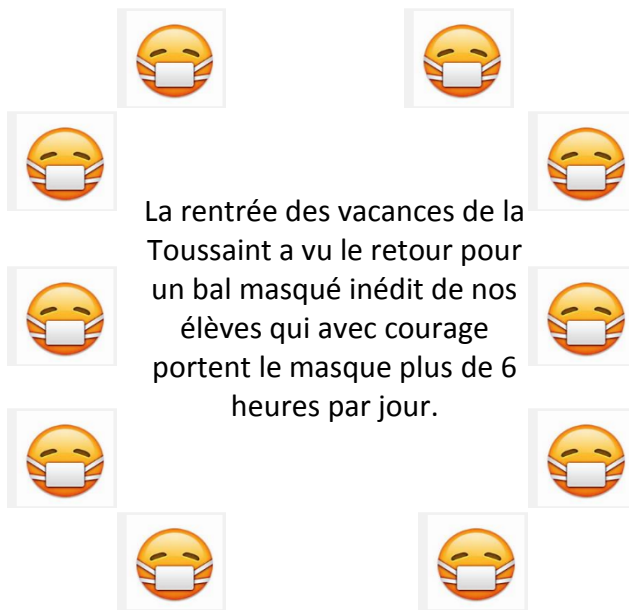 La rentrée des vacances de la
Toussaint a vu le retour pour
un bal masqué inédit de nos
élèves qui avec courage
portent le masque plus de 6
heures par jour.